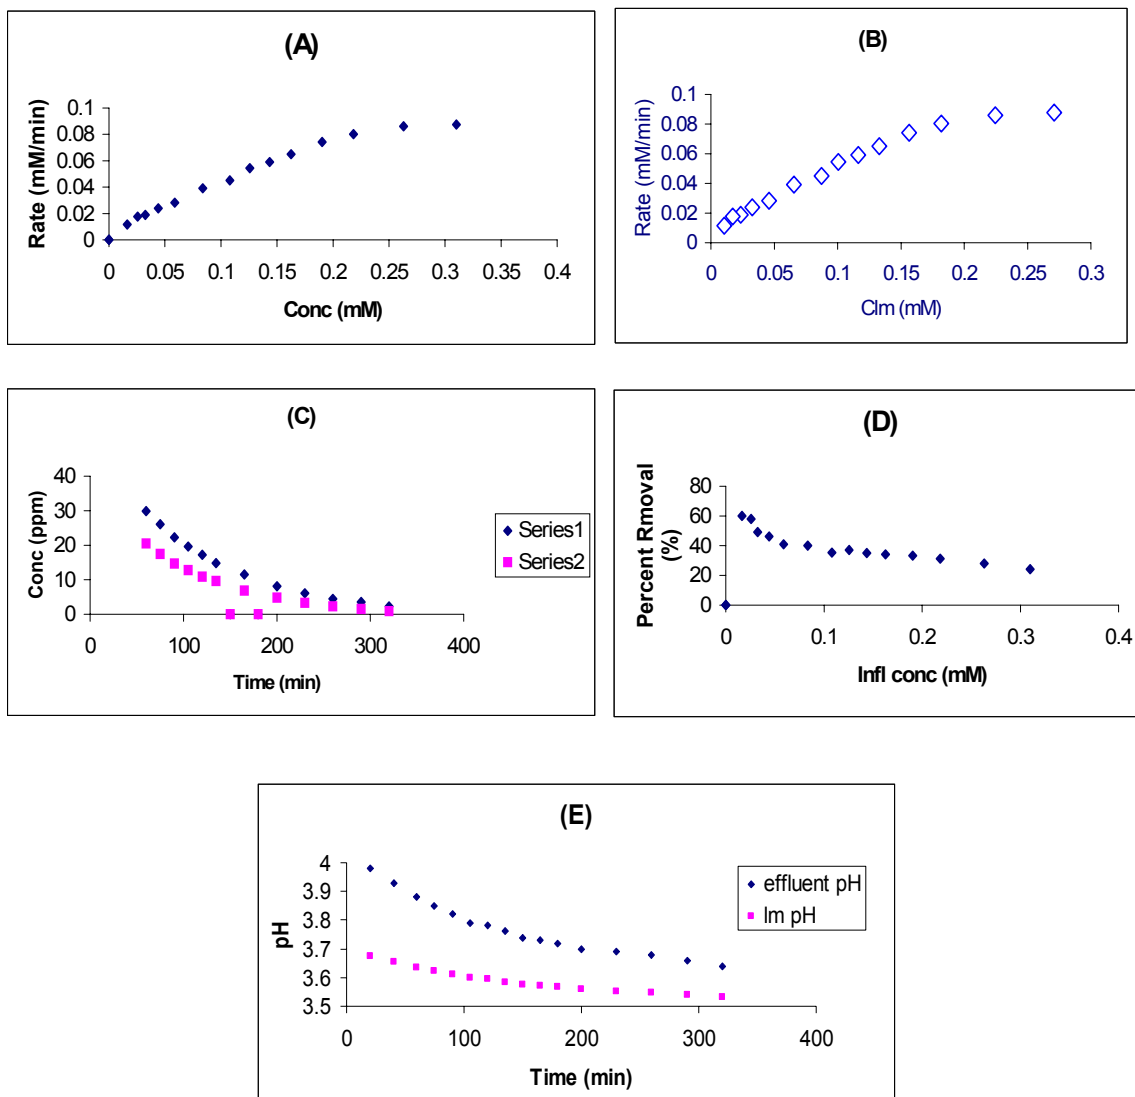 (A)
Rate (mM/min)
0.1
0.08
0.06
0.04
0.02
0
0 0.05 0.1 0.15 0.2 0.25 0.3 0.35 0.4
Conc (mM)
(B)
Rate (mM/min)
0.1
0.08
0.06
0.04
0.02
0
0 0.05 0.1 0.15 0.2 0.25 0.3
Clm (mM)
(C)
Conc (ppm)
40
30
20
10
0
0 100 200 300 400
Time (min)
Series1
Series2
(D)
Percent Rmoval
(%)
80
60
40
20
0
0 0.1 0.2 0.3 0.4
Infl conc (mM)
(E)
pH
4
3.9
3.8
3.7
3.6
3.5
0 100 200 300 400
Time (min)
effluent pH
lm pH